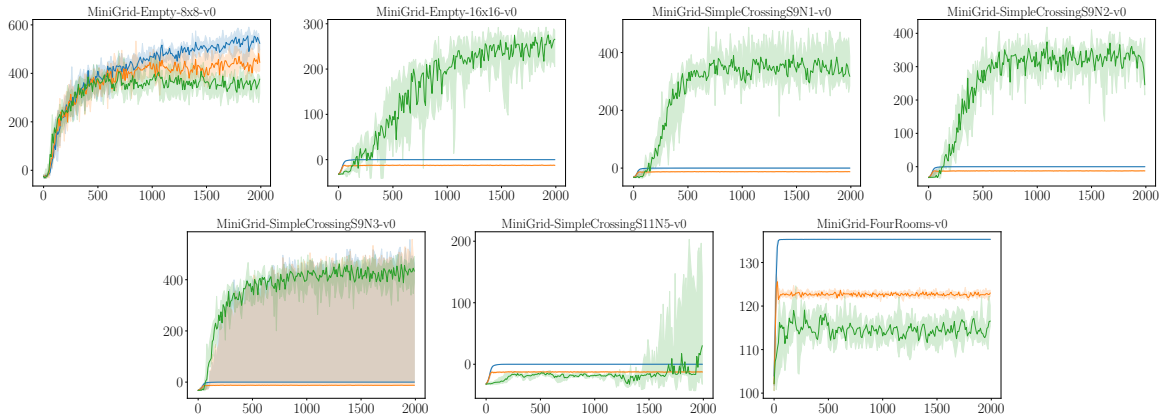 MiniGrid-Empty-8x8-v0
600
400
200
0
0 500 1000 1500 2000
MiniGrid-Empty-16x16-v0
300
200
100
0
0 500 1000 1500 2000
MiniGrid-SimpleCrossingS9N1-v0
400
200
0
0 500 1000 1500 2000
MiniGrid-SimpleCrossingS9N2-v0
400
300
200
100
0
0 500 1000 1500 2000
MiniGrid-SimpleCrossingS9N3-v0
400
200
0
0 500 1000 1500 2000
MiniGrid-SimpleCrossingS11N5-v0
200
100
0
0 500 1000 1500 2000
MiniGrid-FourRooms-v0
130
120
110
100
0 500 1000 1500 2000